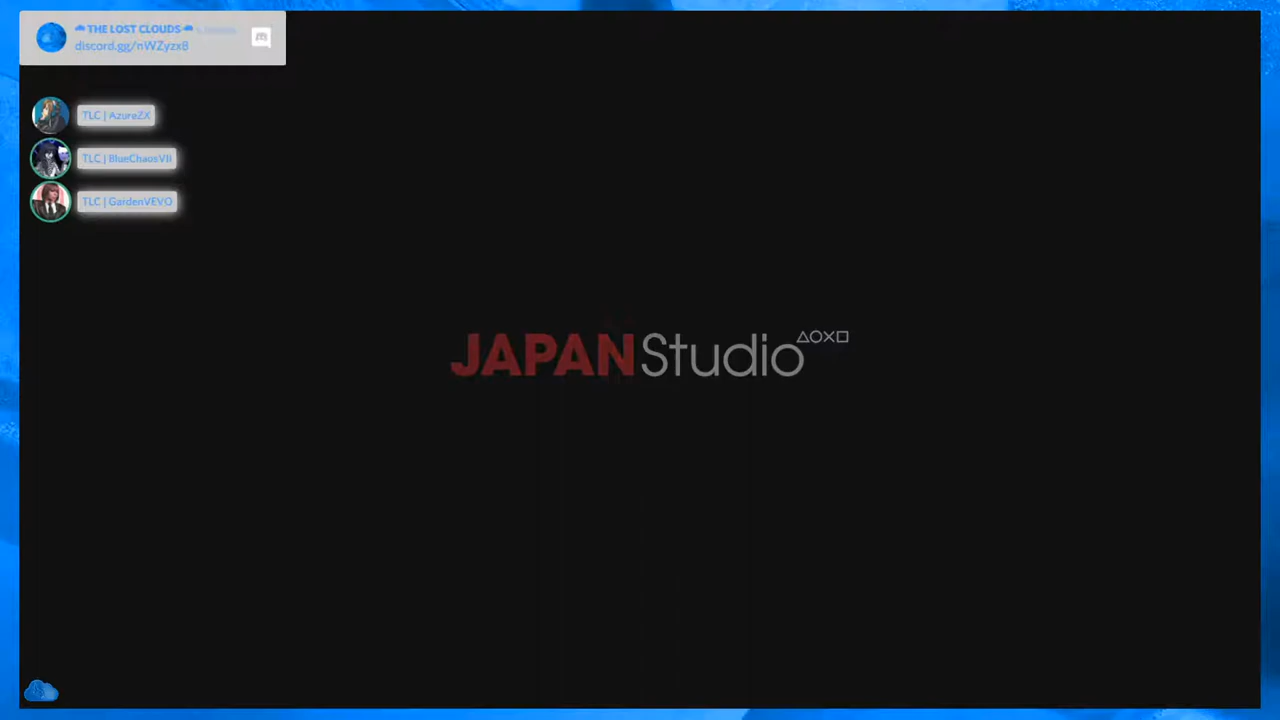 THE LOST CLOUDS
discord.gg/nWZyzx8
TLC | AzureZX
TLC | BlueChaosVII
TLC | GardenVEVO
JAPANStudio